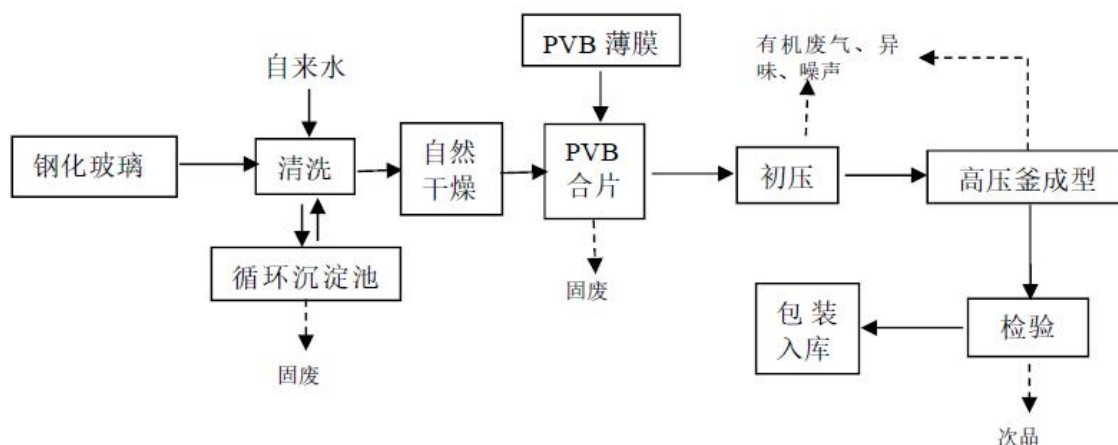 PVB 薄膜
有机废气、异
味、噪声
自来水
钢化玻璃
清洗
自然
干燥
PVB
合片
初压
高压釜成型
循环沉淀池
固废
固废
包装
入库
检验
次品